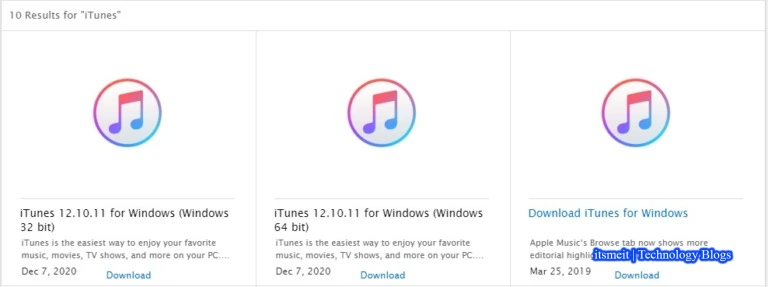 10 Results for "iTunes"
iTunes 12.10.11 for Windows (Windows
32 bit)
iTunes is the easiest way to enjoy your favorite
music, movies, TV shows, and more on your PC....
Dec 7, 2020
Download
iTunes 12.10.11 for Windows (Windows
64 bit)
iTunes is the easiest way to enjoy your favorite
music, movies, TV shows, and more on your PC....
Dec 7, 2020
Download
Download iTunes for Windows
Apple Music's Browse tab now shows more
editorial
itsmeit | Technology Blogs
Mar 25, 2019
Download